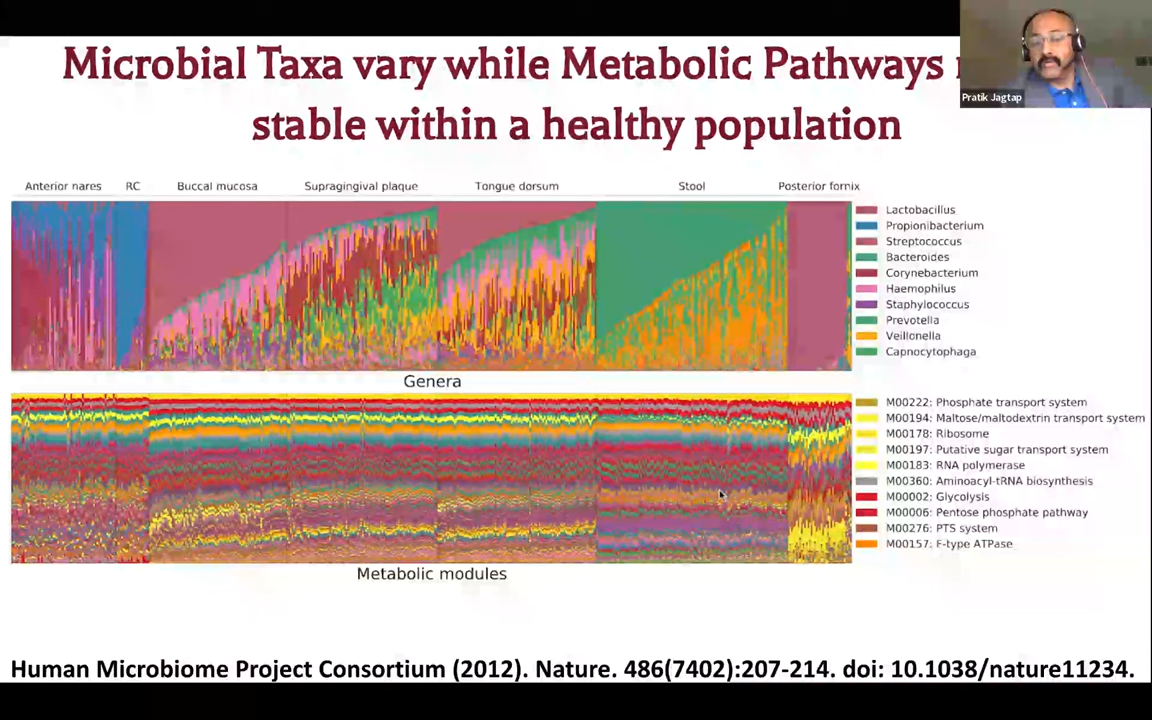 Microbial Taxa vary while Metabolic Pathways
stable within a healthy population
Pratik Jagtap
Anterior nares RC Buccal mucosa Supragingival plaque Tongue dorsum Stool Posterior fornix
Lactobacillus
Propionibacterium
Streptococcus
Bacteroides
Corynebacterium
Haemophilus
Staphylococcus
Prevotella
Veillonella
Capnocytophaga
Genera
M00222: Phosphate transport system
M00194: Maltose/maltodextrin transport system
M00178: Ribosome
M00197: Putative sugar transport system
M00183: RNA polymerase
M00360: Aminoacyl-tRNA biosynthesis
M00002: Glycolysis
M00006: Pentose phosphate pathway
M00276: PTS system
M00157: F-type ATPase
Metabolic modules
Human Microbiome Project Consortium (2012). Nature. 486(7402):207-214. doi: 10.1038/nature11234.